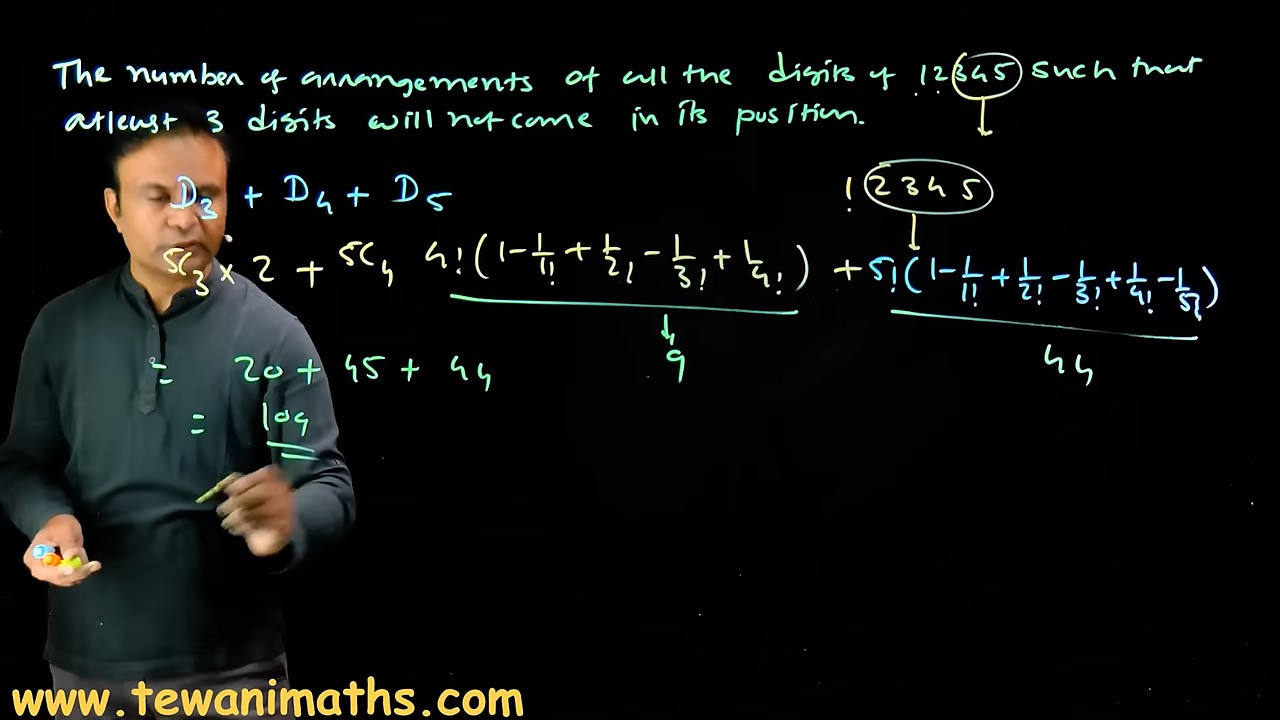 The number of arrangements of all the digits of 12345 such that
atleast 3 digits will not come in its position.
D₃ + D₄ + D₅
! 2345
5C₃ × 2 + 5C₄ 4!(1 - 1/1! + 1/2! - 1/3! + 1/4!) + 5!(1 - 1/1! + 1/2! - 1/3! + 1/4! - 1/5!)
= 20 + 45 + 44
9
44
= 109
www.tewanimaths.com